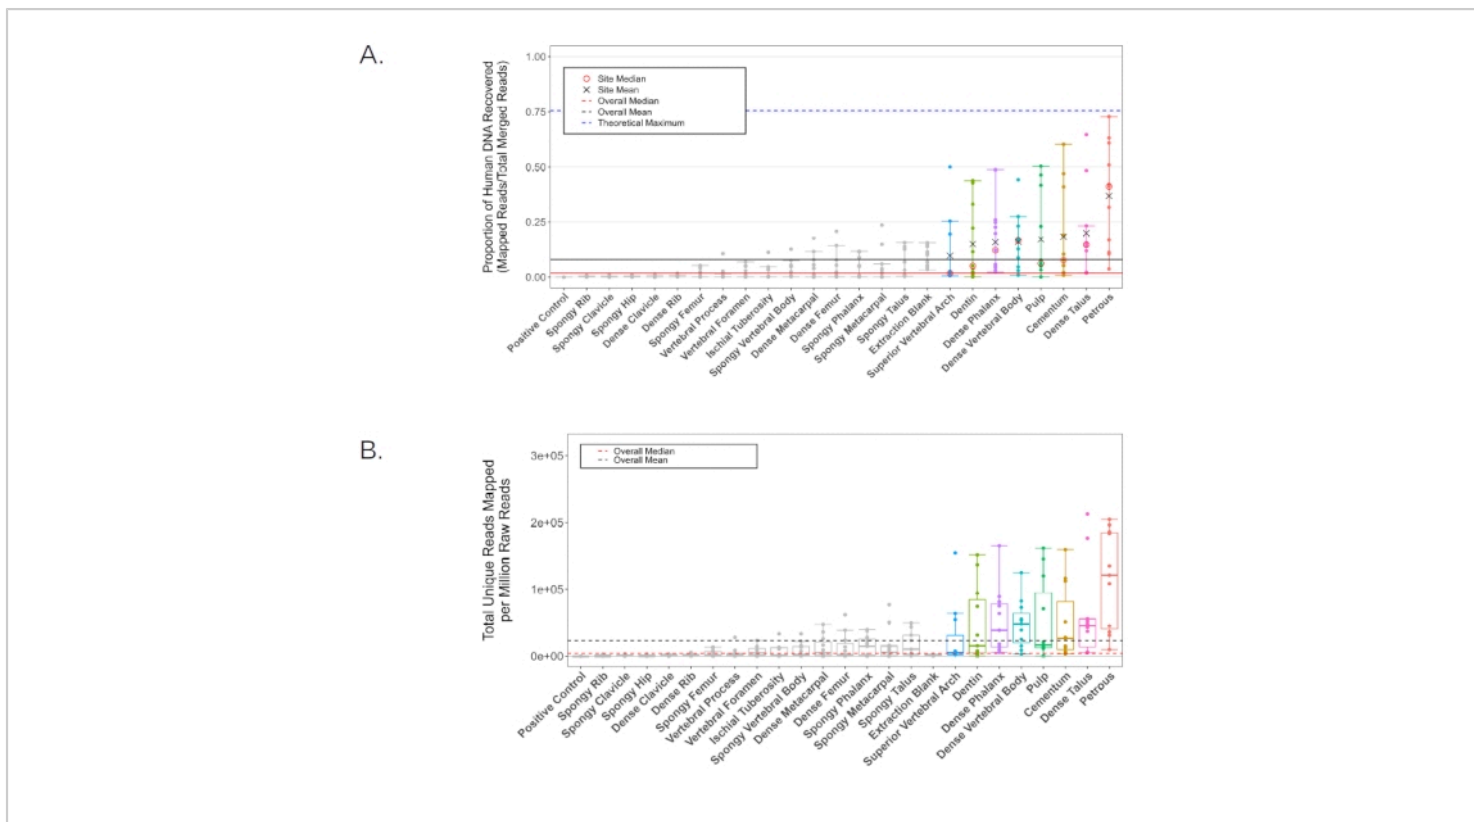 A.
Proportion of Human DNA Recovered
(Mapped Reads/Total Merged Reads)
1.00
0.75
0.50
0.25
0.00
Site Median
Site Mean
Overall Median
Overall Mean
Theoretical Maximum
Positive Control
Spongy Rib
Spongy Clavicle
Spongy Hip
Dense Clavicle
Dense Rib
Spongy Femur
Vertebral Process
Vertebral Foramen
Ischial Tuberosity
Spongy Vertebral Body
Dense Metacarpal
Dense Femur
Spongy Phalanx
Spongy Metacarpal
Spongy Talus
Extraction Blank
Superior Vertebral Arch
Dentin
Dense Phalanx
Dense Vertebral Body
Pulp
Cementum
Dense Talus
Petrous
B.
Total Unique Reads Mapped
per Million Raw Reads
3e+05
2e+05
1e+05
0e+00
Overall Median
Overall Mean
Positive Control
Spongy Rib
Spongy Clavicle
Spongy Hip
Dense Clavicle
Dense Rib
Spongy Femur
Vertebral Process
Vertebral Foramen
Ischial Tuberosity
Spongy Vertebral Body
Dense Metacarpal
Dense Femur
Spongy Phalanx
Spongy Metacarpal
Spongy Talus
Extraction Blank
Superior Vertebral Arch
Dentin
Dense Phalanx
Dense Vertebral Body
Pulp
Cementum
Dense Talus
Petrous